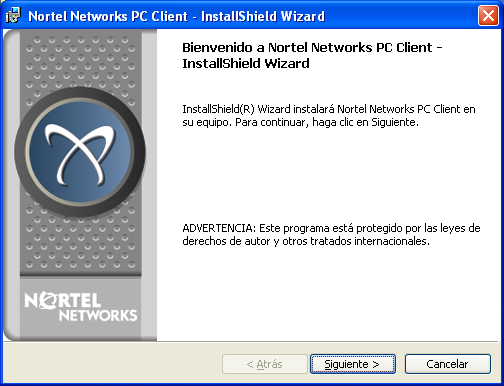 Nortel Networks PC Client - InstallShield Wizard
Bienvenido a Nortel Networks PC Client -
InstallShield Wizard
InstallShield(R) Wizard instalará Nortel Networks PC Client en
su equipo. Para continuar, haga clic en Siguiente.
ADVERTENCIA: Este programa está protegido por las leyes de
derechos de autor y otros tratados internacionales.
NORTEL
NETWORKS
< Atrás
Siguiente >
Cancelar